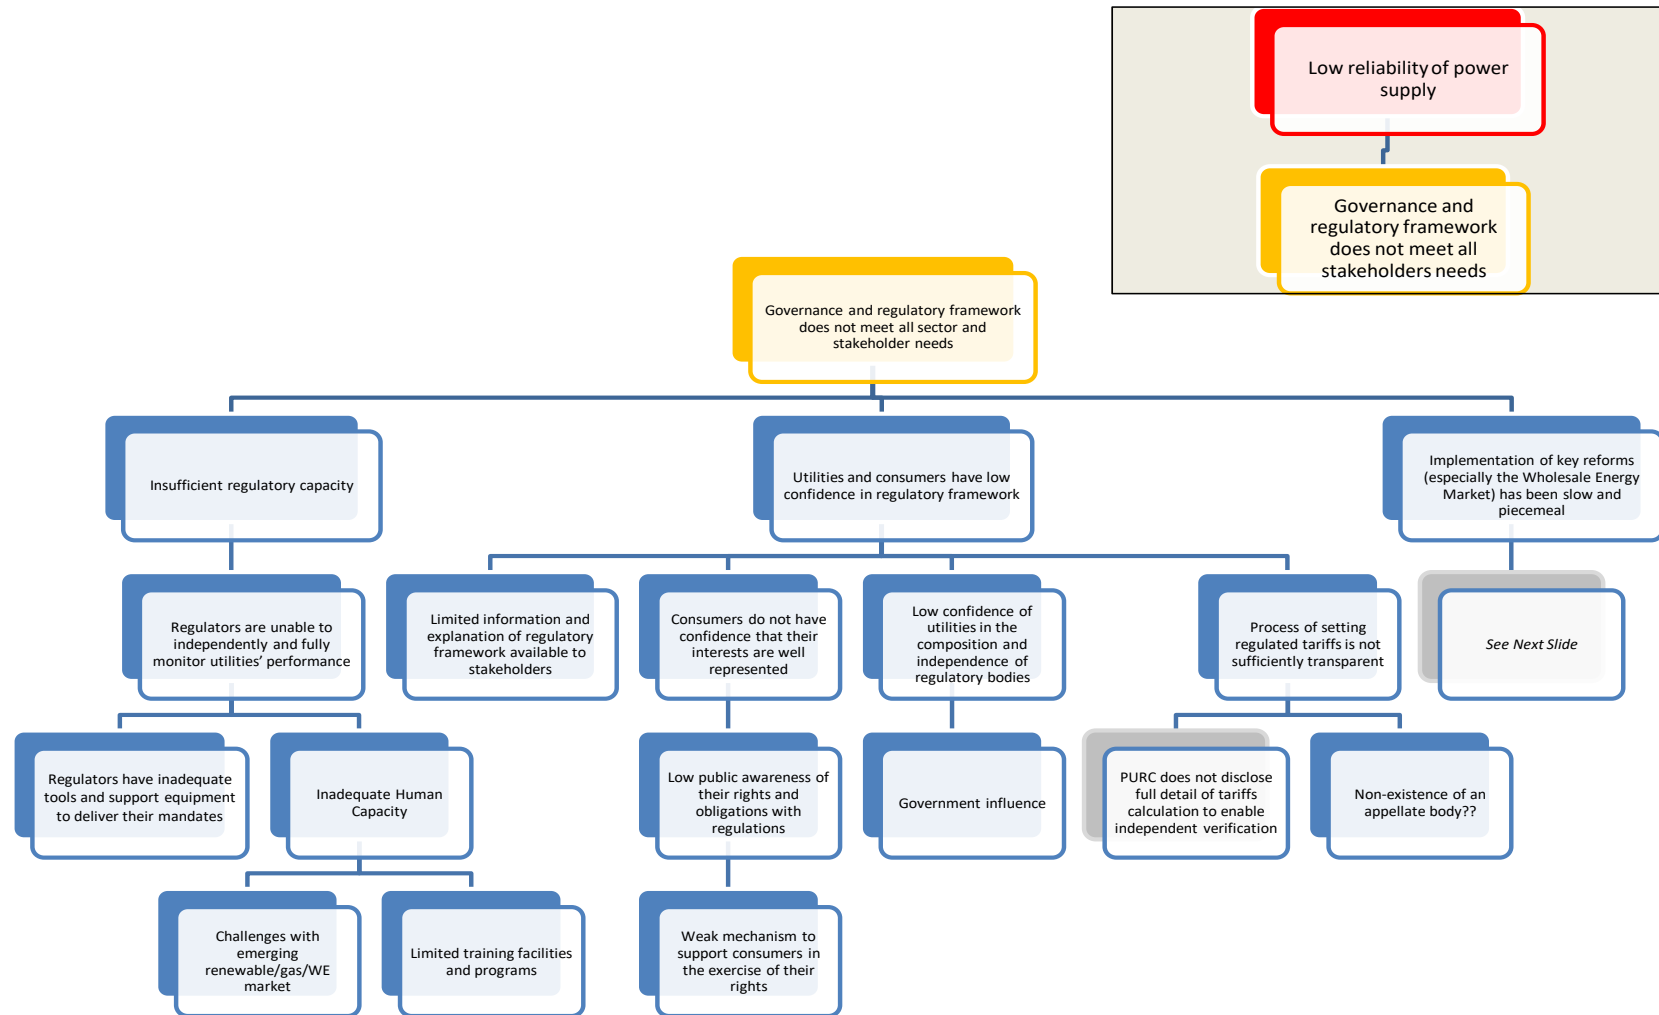 Low reliability of power
supply
Governance and
regulatory framework
does not meet all
stakeholders needs
Governance and regulatory framework
does not meet all sector and
stakeholder needs
Insufficient regulatory capacity
Utilities and consumers have low
confidence in regulatory framework
Implementation of key reforms
(especially the Wholesale Energy
Market) has been slow and
piecemeal
Regulators are unable to
independently and fully
monitor utilities’ performance
Limited information and
explanation of regulatory
framework available to
stakeholders
Consumers do not have
confidence that their
interests are well
represented
Low confidence of
utilities in the
composition and
independence of
regulatory bodies
Process of setting
regulated tariffs is not
sufficiently transparent
See Next Slide
Regulators have inadequate
tools and support equipment
to deliver their mandates
Inadequate Human
Capacity
Low public awareness of
their rights and
obligations with
regulations
Government influence
PURC does not disclose
full detail of tariffs
calculation to enable
independent verification
Non-existence of an
appellate body??
Challenges with
emerging
renewable/gas/WE
market
Limited training facilities
and programs
Weak mechanism to
support consumers in
the exercise of their
rights